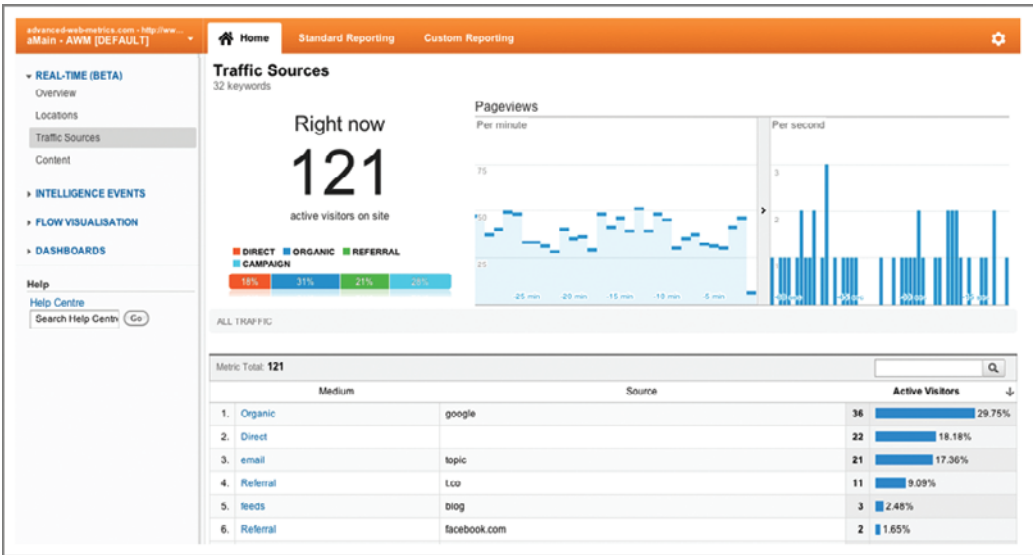 advanced-web-metrics.com - http://ww...
aMain - AWM [DEFAULT]
Home
Standard Reporting
Custom Reporting
REAL-TIME (BETA)
Overview
Locations
Traffic Sources
Content
INTELLIGENCE EVENTS
FLOW VISUALISATION
DASHBOARDS
Help
Help Centre
Search Help Centr
Go
Traffic Sources
32 keywords
Right now
121
active visitors on site
DIRECT ORGANIC REFERRAL
CAMPAIGN
18% 31% 21% 28%
Pageviews
Per minute
75
50
25
-25 min -20 min -15 min -10 min -5 min
Per second
3
2
ALL TRAFFIC
Metric Total: 121
Medium Source Active Visitors
1. Organic google 36 29.75%
2. Direct 22 18.18%
3. email topic 21 17.36%
4. Referral t.co 11 9.09%
5. feeds blog 3 2.48%
6. Referral facebook.com 2 1.65%